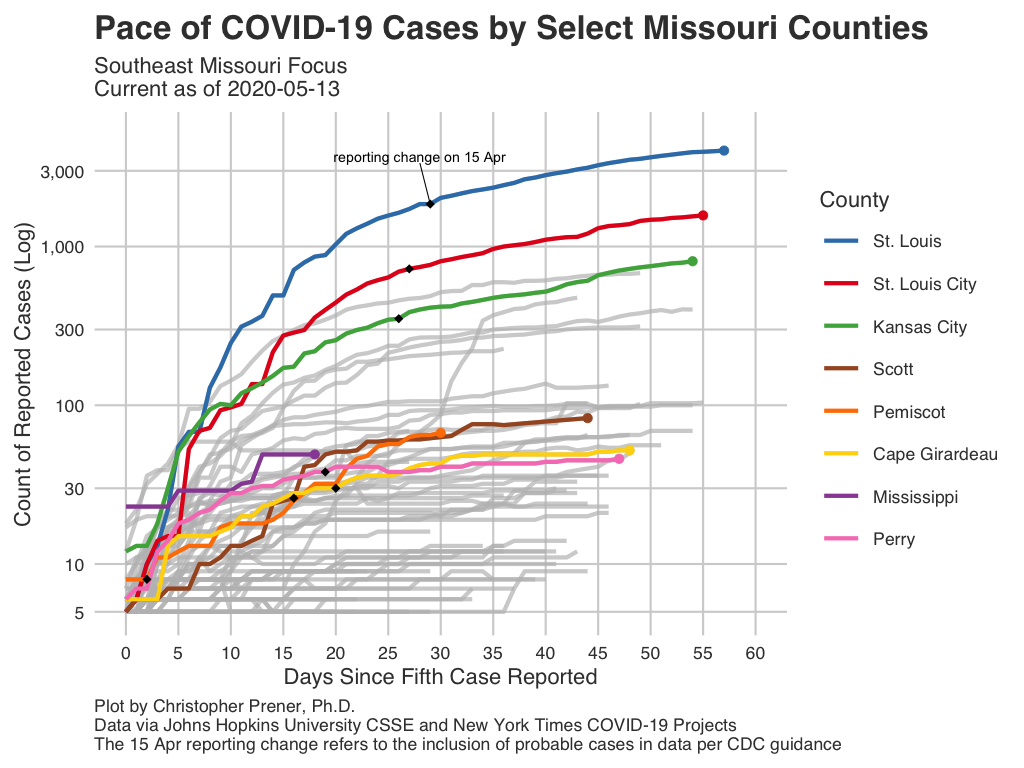 Pace of COVID-19 Cases by Select Missouri Counties
Southeast Missouri Focus
Current as of 2020-05-13
reporting change on 15 Apr
Count of Reported Cases (Log)
3,000
1,000
300
100
30
10
5
0 5 10 15 20 25 30 35 40 45 50 55 60
Days Since Fifth Case Reported
County
St. Louis
St. Louis City
Kansas City
Scott
Pemiscot
Cape Girardeau
Mississippi
Perry
Plot by Christopher Prener, Ph.D.
Data via Johns Hopkins University CSSE and New York Times COVID-19 Projects
The 15 Apr reporting change refers to the inclusion of probable cases in data per CDC guidance